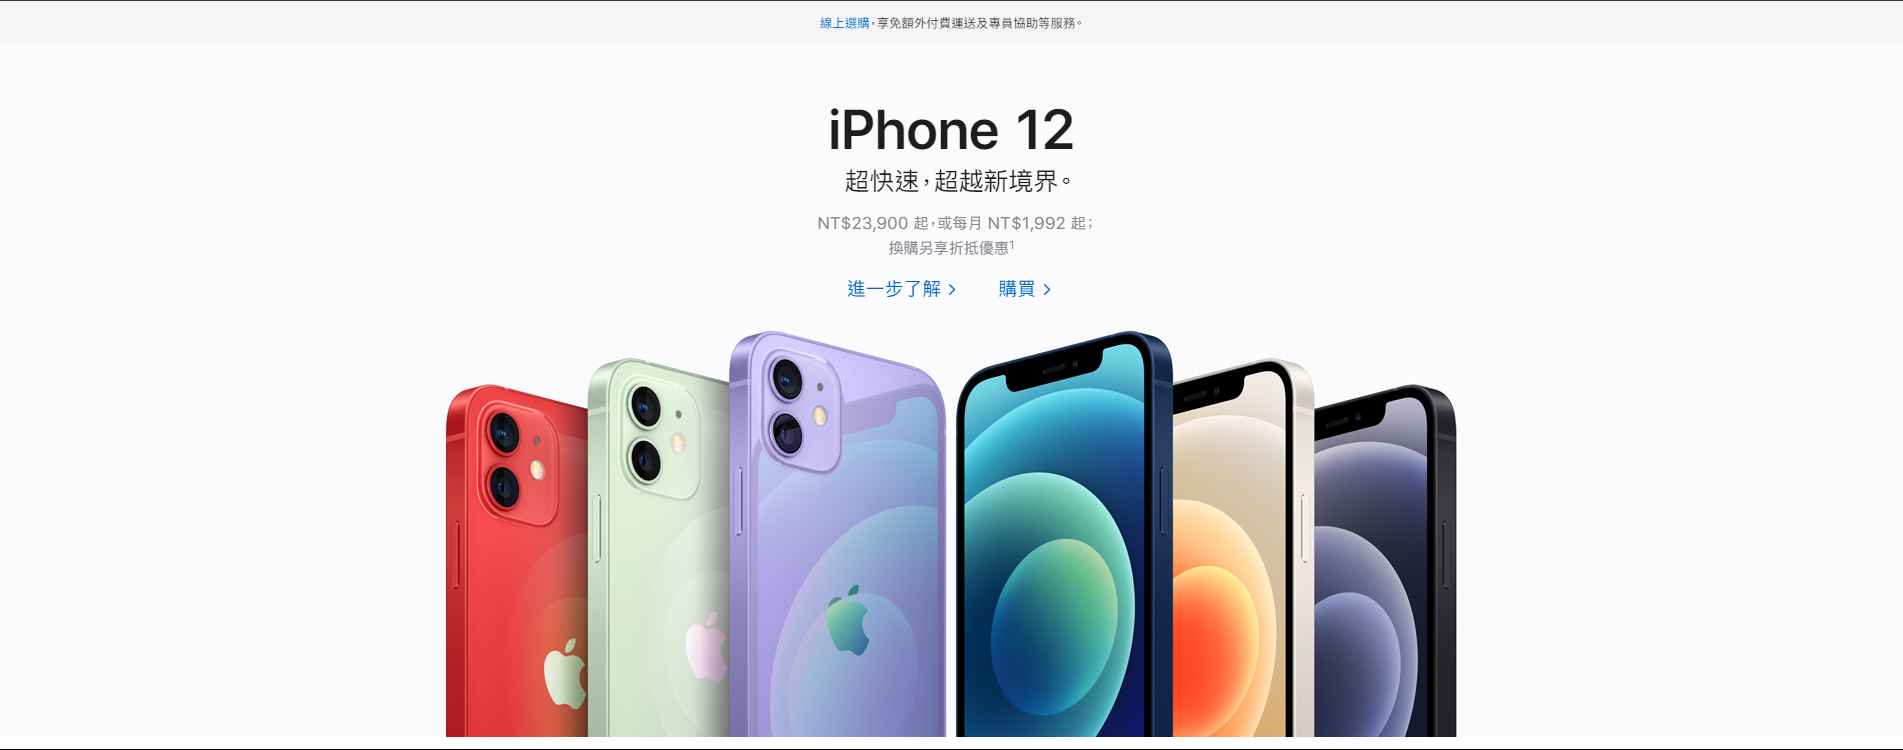 線上選購，享免額外付費運送及專員協助等服務。
iPhone 12
超快速，超越新境界。
NT$23,900 起，或每月 NT$1,992 起；
換購另享折抵優惠¹
進一步了解 >
購買 >